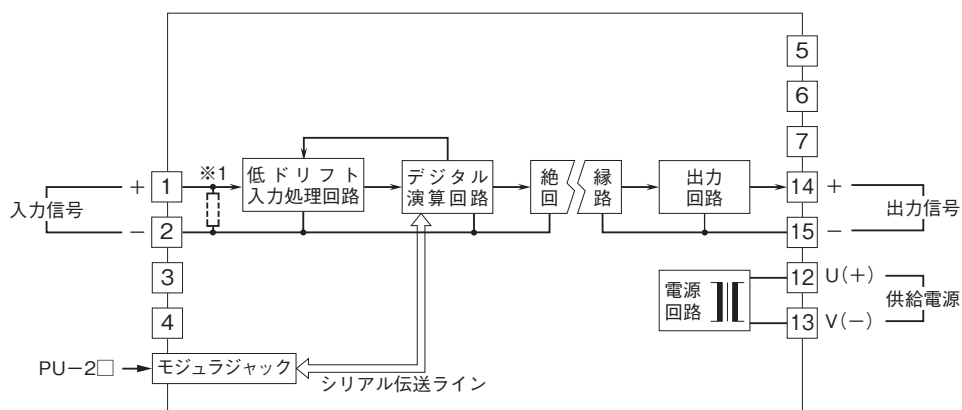 5
6
7
※1
低ドリフト
入力処理回路
デジタル
演算回路
絶
回
縁
路
出力
回路
+ 1
入力信号
- 2
14 +
出力信号
15 -
3
4
電源
回路
12 U(+)
供給電源
13 V(-)
PU-2□
モジュラジャック
シリアル伝送ライン